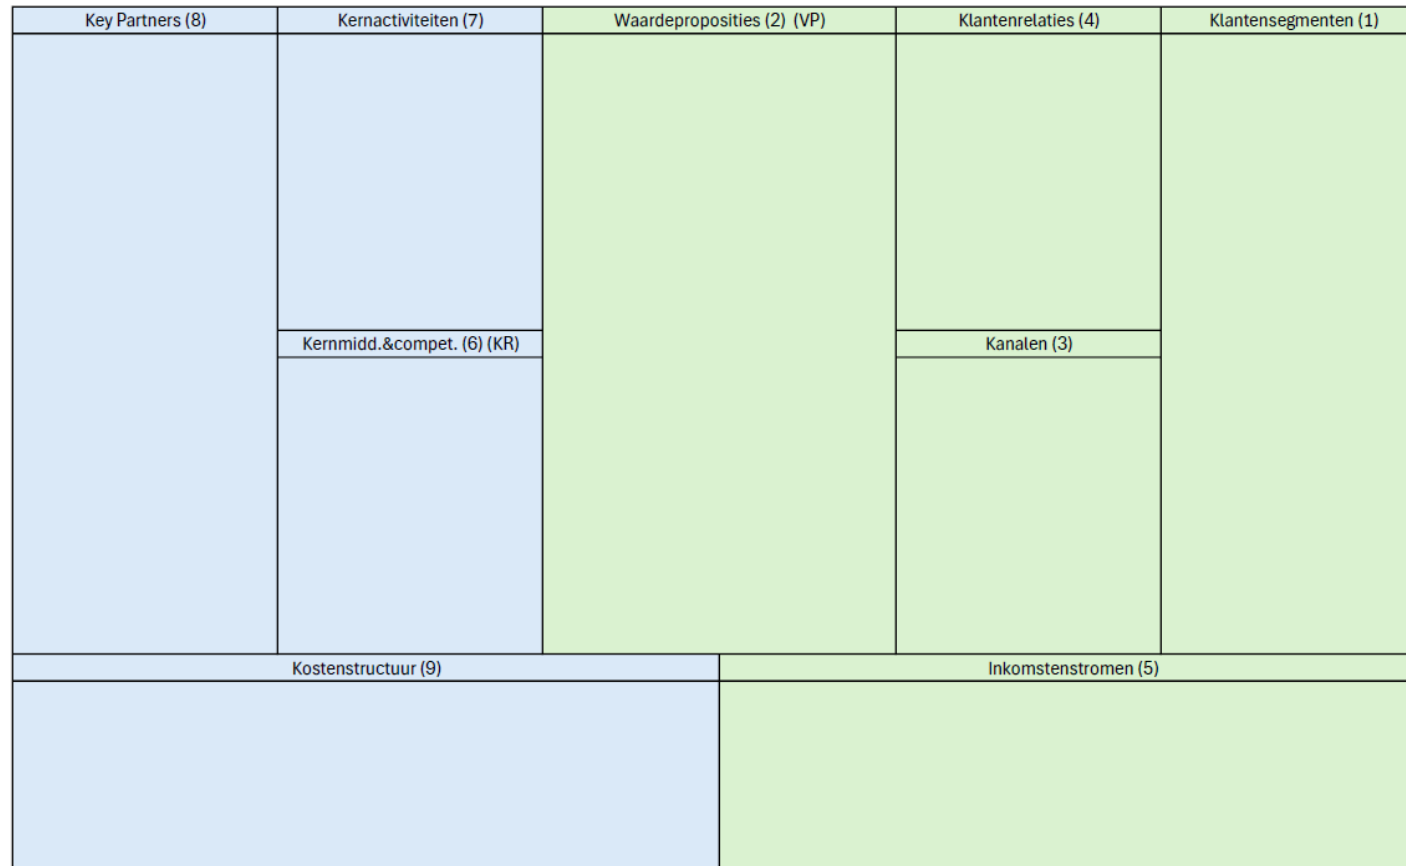 Key Partners (8)
Kernactiviteiten (7)
Waardeproposities (2) (VP)
Klantenrelaties (4)
Klantensegmenten (1)
Kernmidd.&compet. (6) (KR)
Kanalen (3)
Kostenstructuur (9)
Inkomstenstromen (5)